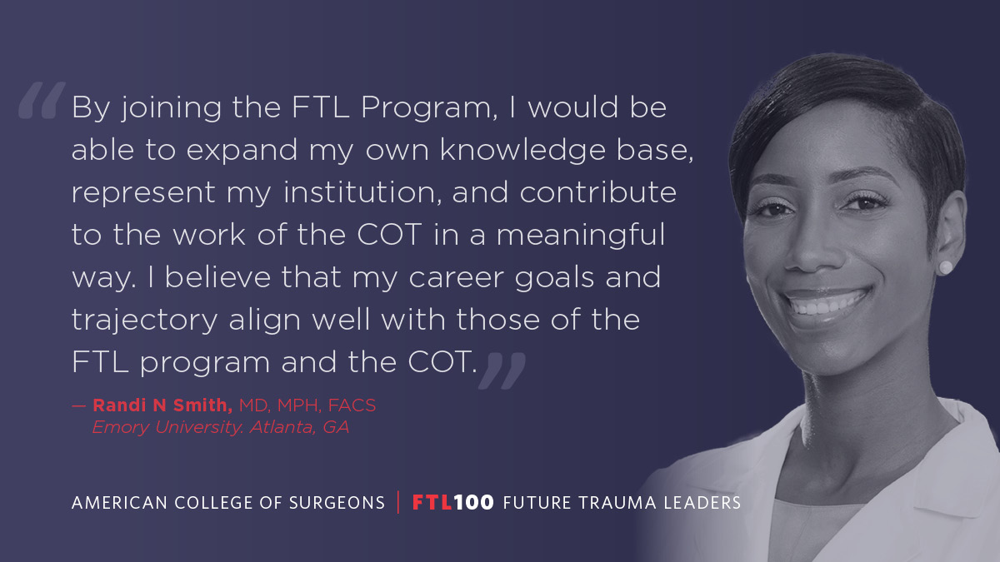 “By joining the FTL Program, I would be
able to expand my own knowledge base,
represent my institution, and contribute
to the work of the COT in a meaningful
way. I believe that my career goals and
trajectory align well with those of the
FTL program and the COT.”
— Randi N Smith, MD, MPH, FACS
Emory University. Atlanta, GA
AMERICAN COLLEGE OF SURGEONS | FTL100 FUTURE TRAUMA LEADERS